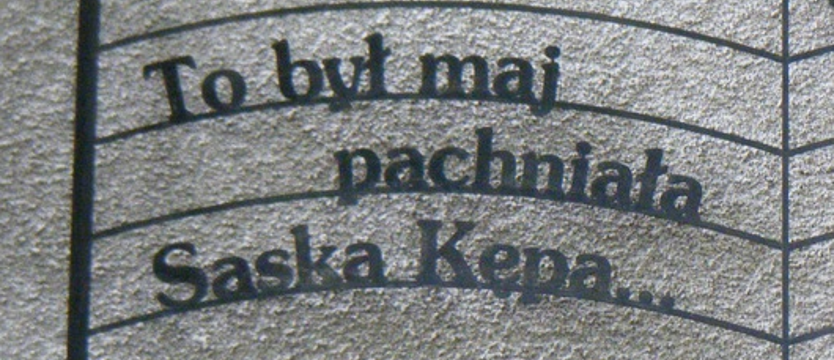 To był maj
pachniała
Saska Kępa...